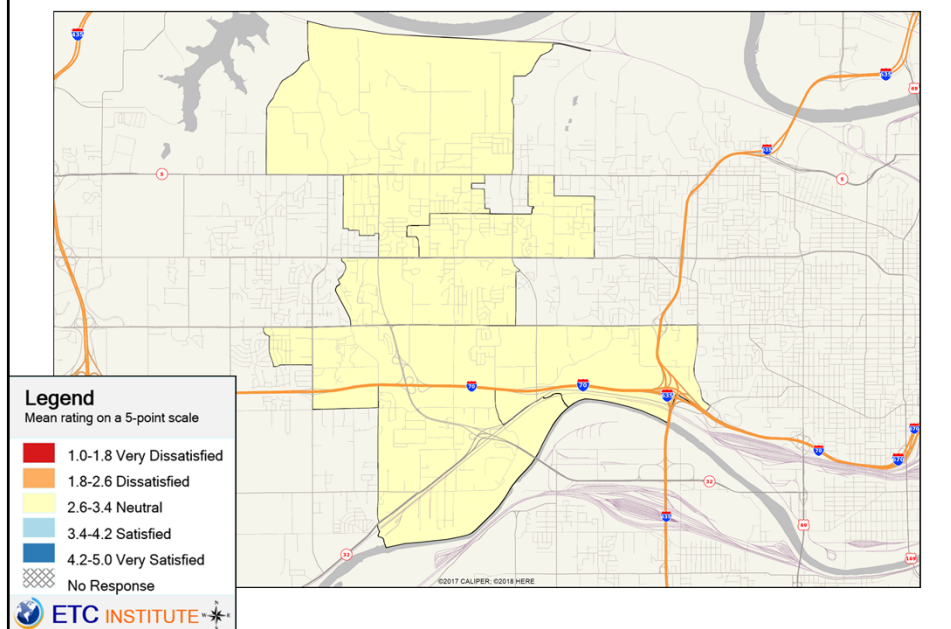 435
635
69
635
5
5
70
70
635
70
670
670
32
69
635
32
169
©2017 CALIPER; ©2018 HERE
Legend
Mean rating on a 5-point scale
1.0-1.8 Very Dissatisfied
1.8-2.6 Dissatisfied
2.6-3.4 Neutral
3.4-4.2 Satisfied
4.2-5.0 Very Satisfied
No Response
ETC INSTITUTE
W E
S